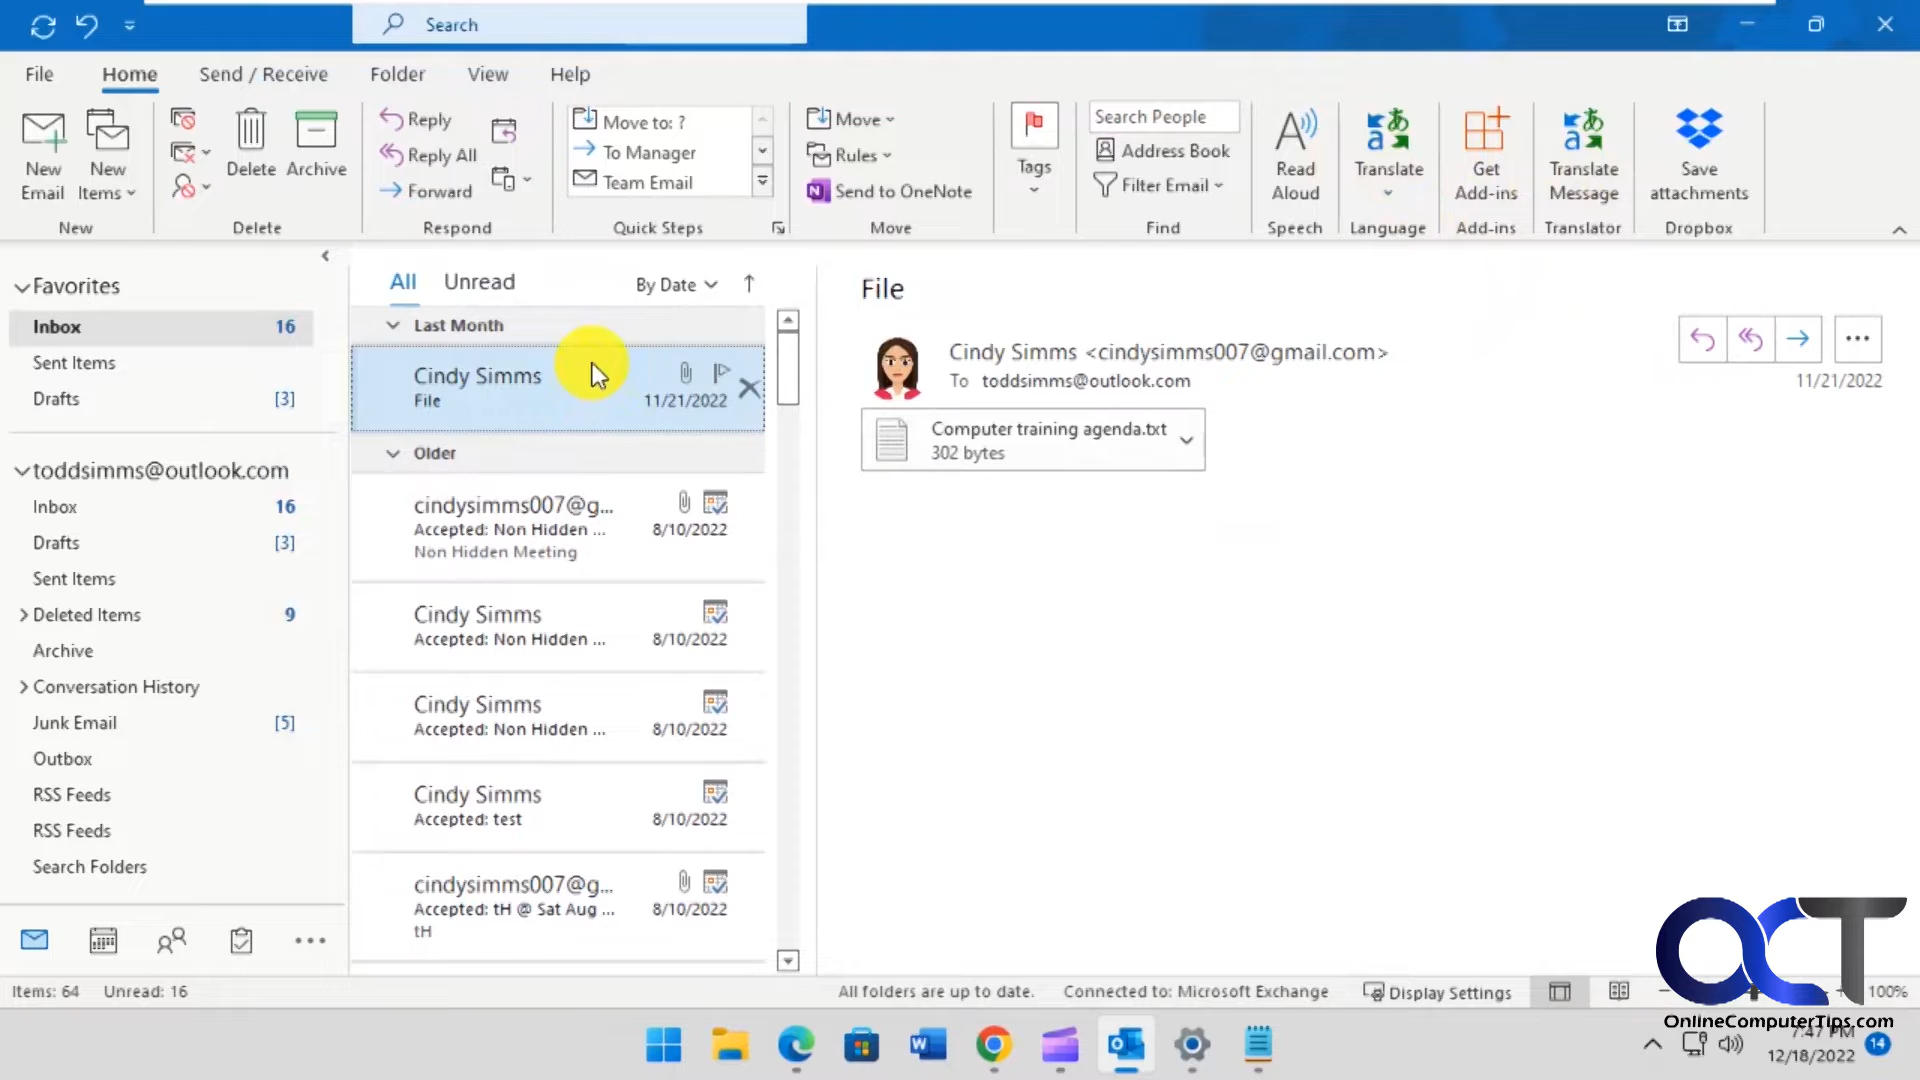 Search
File Home Send / Receive Folder View Help
New Email
New Items
New
Delete
Archive
Delete
Reply
Reply All
Forward
Respond
Move to: ?
To Manager
Team Email
Quick Steps
Move
Rules
Send to OneNote
Move
Tags
Search People
Address Book
Filter Email
Find
Read Aloud
Speech
Translate
Language
Get Add-ins
Add-ins
Translate Message
Translator
Save attachments
Dropbox
Favorites
Inbox 16
Sent Items
Drafts [3]
toddsimms@outlook.com
Inbox 16
Drafts [3]
Sent Items
Deleted Items 9
Archive
Conversation History
Junk Email [5]
Outbox
RSS Feeds
RSS Feeds
Search Folders
All Unread By Date
Last Month
Cindy Simms
File 11/21/2022
Older
cindysimms007@g...
Accepted: Non Hidden ... 8/10/2022
Non Hidden Meeting
Cindy Simms
Accepted: Non Hidden ... 8/10/2022
Cindy Simms
Accepted: Non Hidden ... 8/10/2022
Cindy Simms
Accepted: test 8/10/2022
cindysimms007@g...
Accepted: tH @ Sat Aug ... 8/10/2022
tH
File
Cindy Simms <cindysimms007@gmail.com>
To toddsimms@outlook.com 11/21/2022
Computer training agenda.txt
302 bytes
Items: 64 Unread: 16 All folders are up to date. Connected to: Microsoft Exchange Display Settings 100%
OCT
OnlineComputerTips.com
7:47 PM
12/18/2022 14